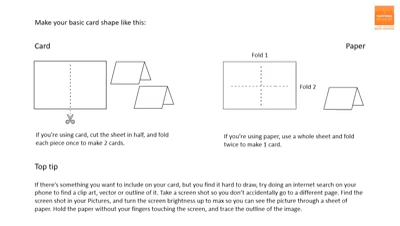 Make your basic card shape like this:
Card
Paper
Fold 1
Fold 2
If you're using card, cut the sheet in half, and fold
each piece once to make 2 cards.
If you're using paper, use a whole sheet and fold
twice to make 1 card.
Top tip
If there's something you want to include on your card, but you find it hard to draw, try doing an internet search on your
phone to find a clip art, vector or outline of it. Take a screen shot so you don't accidentally go to a different page. Find the
screen shot in your Pictures, and turn the screen brightness up to max so you can see the picture through a sheet of
paper. Hold the paper without your fingers touching the screen, and trace the outline of the image.